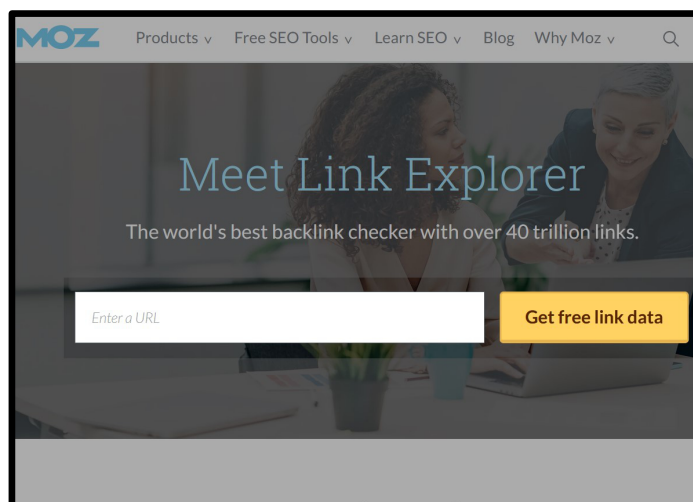 MOZ Products v Free SEO Tools v Learn SEO v Blog Why Moz v
Meet Link Explorer
The world's best backlink checker with over 40 trillion links.
Enter a URL Get free link data